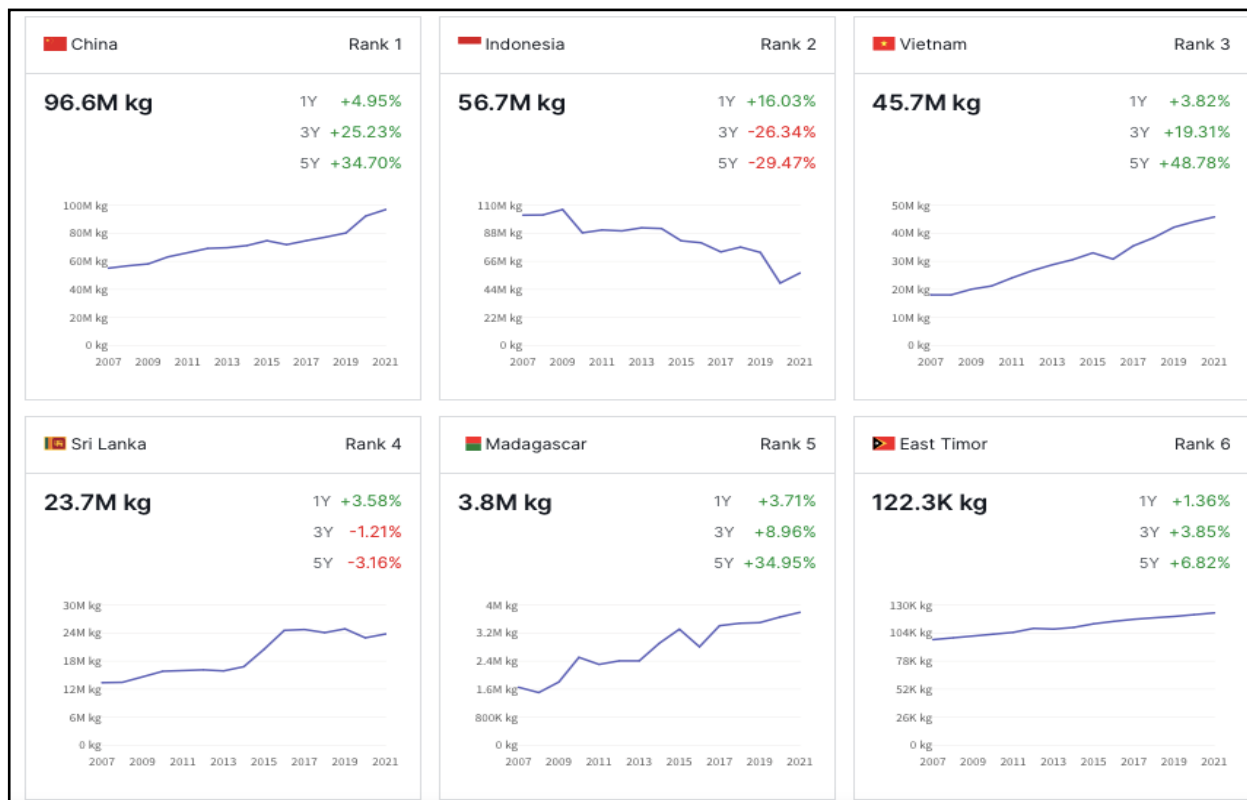 China Rank 1
96.6M kg 1Y +4.95%
3Y +25.23%
5Y +34.70%
100M kg
80M kg
60M kg
40M kg
20M kg
0 kg
2007 2009 2011 2013 2015 2017 2019 2021
Indonesia Rank 2
56.7M kg 1Y +16.03%
3Y -26.34%
5Y -29.47%
110M kg
88M kg
66M kg
44M kg
22M kg
0 kg
2007 2009 2011 2013 2015 2017 2019 2021
Vietnam Rank 3
45.7M kg 1Y +3.82%
3Y +19.31%
5Y +48.78%
50M kg
40M kg
30M kg
20M kg
10M kg
0 kg
2007 2009 2011 2013 2015 2017 2019 2021
Sri Lanka Rank 4
23.7M kg 1Y +3.58%
3Y -1.21%
5Y -3.16%
30M kg
24M kg
18M kg
12M kg
6M kg
0 kg
2007 2009 2011 2013 2015 2017 2019 2021
Madagascar Rank 5
3.8M kg 1Y +3.71%
3Y +8.96%
5Y +34.95%
4M kg
3.2M kg
2.4M kg
1.6M kg
800K kg
0 kg
2007 2009 2011 2013 2015 2017 2019 2021
East Timor Rank 6
122.3K kg 1Y +1.36%
3Y +3.85%
5Y +6.82%
130K kg
104K kg
78K kg
52K kg
26K kg
0 kg
2007 2009 2011 2013 2015 2017 2019 2021